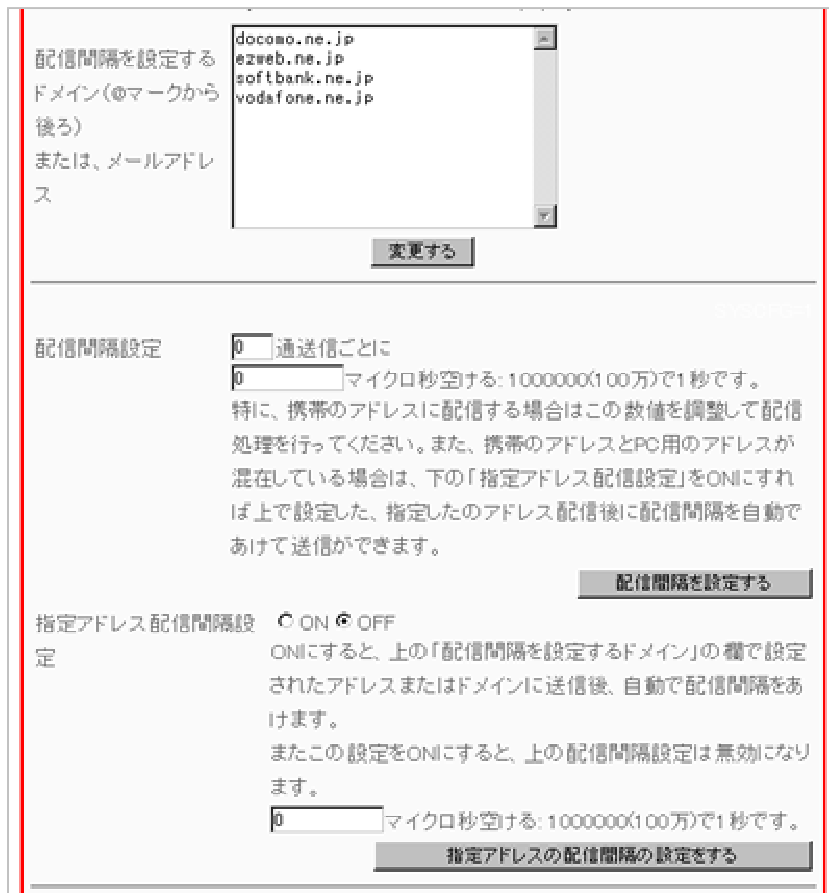 配信間隔を設定する
ドメイン(@マークから
後ろ)
または、メールアドレ
ス
docomo.ne.jp
ezweb.ne.jp
softbank.ne.jp
vodafone.ne.jp
変更する
配信間隔設定
0 通送信ごとに
0 マイクロ秒空ける:1000000(100万)で1秒です。
特に、携帯のアドレスに配信する場合はこの数値を調整して配信
処理を行ってください。また、携帯のアドレスとPC用のアドレスが
混在している場合は、下の「指定アドレス配信設定」をONにすれ
ば上で設定した、指定したのアドレス配信後に配信間隔を自動で
あけて送信ができます。
配信間隔を設定する
指定アドレス配信間隔設
定
ON OFF
ONにすると、上の「配信間隔を設定するドメイン」の欄で設定
されたアドレスまたはドメインに送信後、自動で配信間隔をあ
けます。
またこの設定をONにすると、上の配信間隔設定は無効になり
ます。
0 マイクロ秒空ける:1000000(100万)で1秒です。
指定アドレスの配信間隔の設定をする